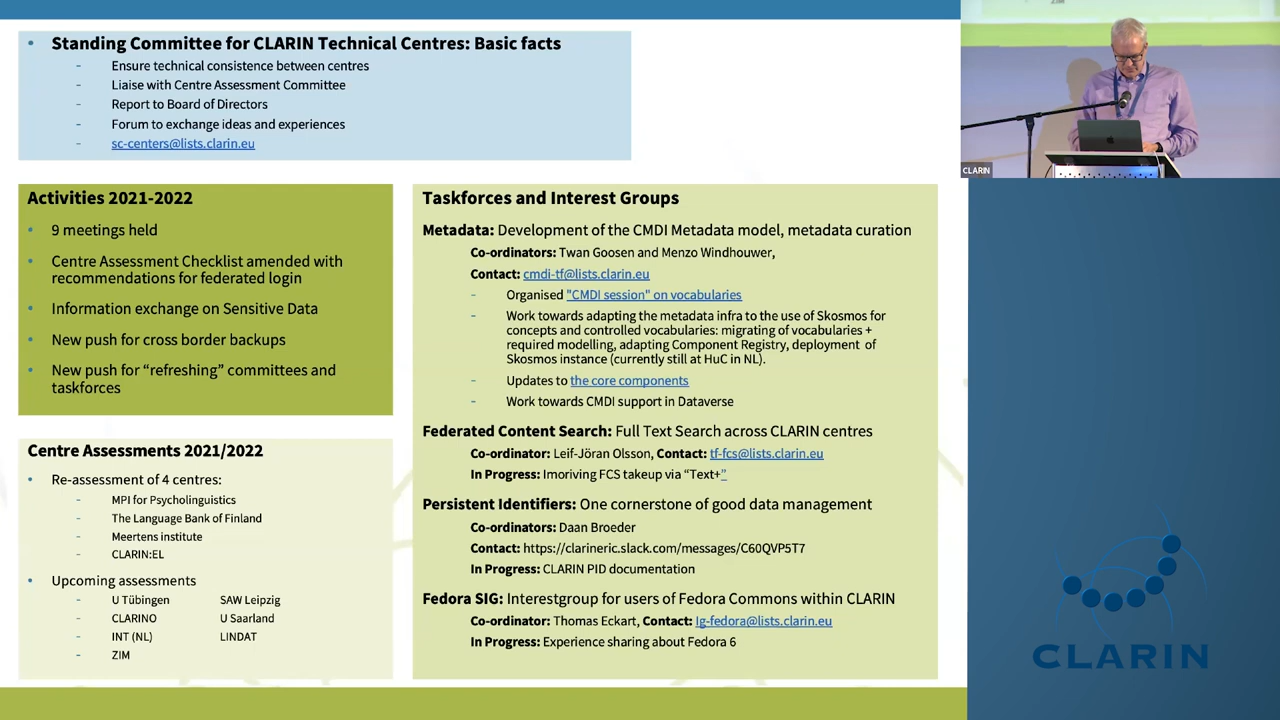 Standing Committee for CLARIN Technical Centres: Basic facts
Ensure technical consistence between centres
Liaise with Centre Assessment Committee
Report to Board of Directors
Forum to exchange ideas and experiences
sc-centers@lists.clarin.eu
Activities 2021-2022
9 meetings held
Centre Assessment Checklist amended with
recommendations for federated login
Information exchange on Sensitive Data
New push for cross border backups
New push for “refreshing” committees and
taskforces
Centre Assessments 2021/2022
Re-assessment of 4 centres:
MPI for Psycholinguistics
The Language Bank of Finland
Meertens institute
CLARIN:EL
Upcoming assessments
U Tübingen SAW Leipzig
CLARINO U Saarland
INT (NL) LINDAT
ZIM
Taskforces and Interest Groups
Metadata: Development of the CMDI Metadata model, metadata curation
Co-ordinators: Twan Goosen and Menzo Windhouwer,
Contact: cmdi-tf@lists.clarin.eu
Organised "CMDI session" on vocabularies
Work towards adapting the metadata infra to the use of Skosmos for
concepts and controlled vocabularies: migrating of vocabularies +
required modelling, adapting Component Registry, deployment of
Skosmos instance (currently still at HuC in NL).
Updates to the core components
Work towards CMDI support in Dataverse
Federated Content Search: Full Text Search across CLARIN centres
Co-ordinator: Leif-Jöran Olsson, Contact: tf-fcs@lists.clarin.eu
In Progress: Imoriving FCS takeup via “Text+”
Persistent Identifiers: One cornerstone of good data management
Co-ordinators: Daan Broeder
Contact: https://clarineric.slack.com/messages/C60QVP5T7
In Progress: CLARIN PID documentation
Fedora SIG: Interestgroup for users of Fedora Commons within CLARIN
Co-ordinator: Thomas Eckart, Contact: Ig-fedora@lists.clarin.eu
In Progress: Experience sharing about Fedora 6
CLARIN
CLARIN